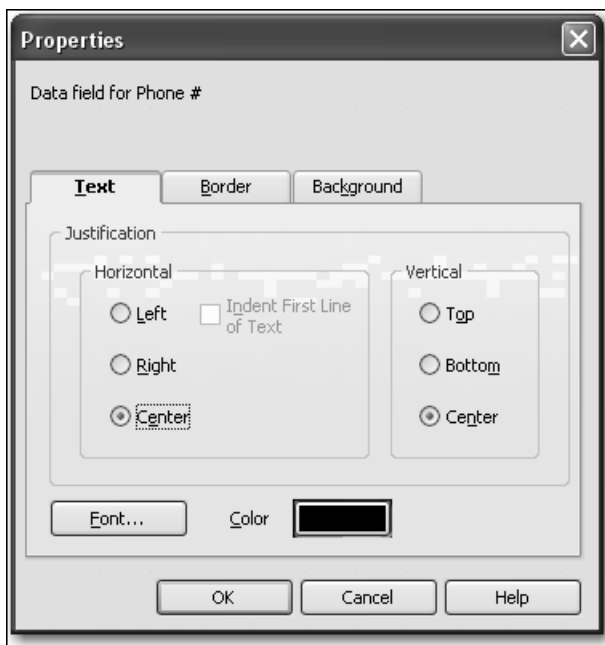 Properties
Data field for Phone #
Text Border Background
Justification
Horizontal Vertical
Left Indent First Line of Text Top
Right Bottom
Center Center
Font... Color
OK Cancel Help